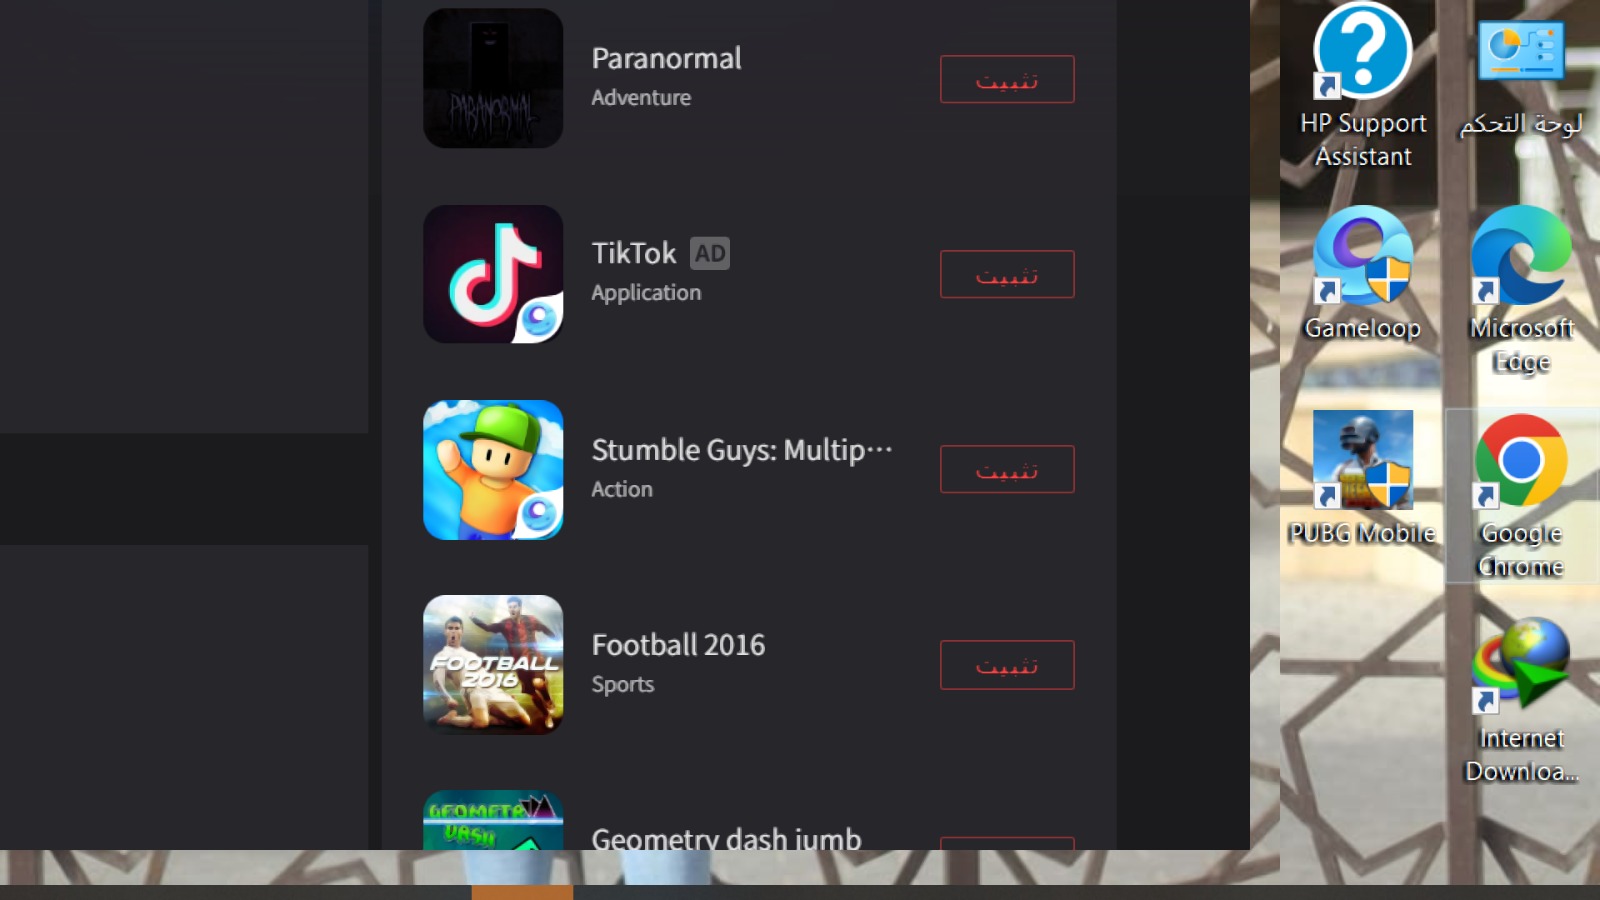 PARANORMAL
Paranormal
Adventure
تثبيت
TikTok AD
Application
تثبيت
Stumble Guys: Multip...
Action
تثبيت
FOOTBALL
2016
Football 2016
Sports
تثبيت
GEOMETR
DASH
Geometry dash jumb
HP Support
Assistant
لوحة التحكم
Gameloop
Microsoft
Edge
PUBG Mobile
Google
Chrome
Internet
Downloa...